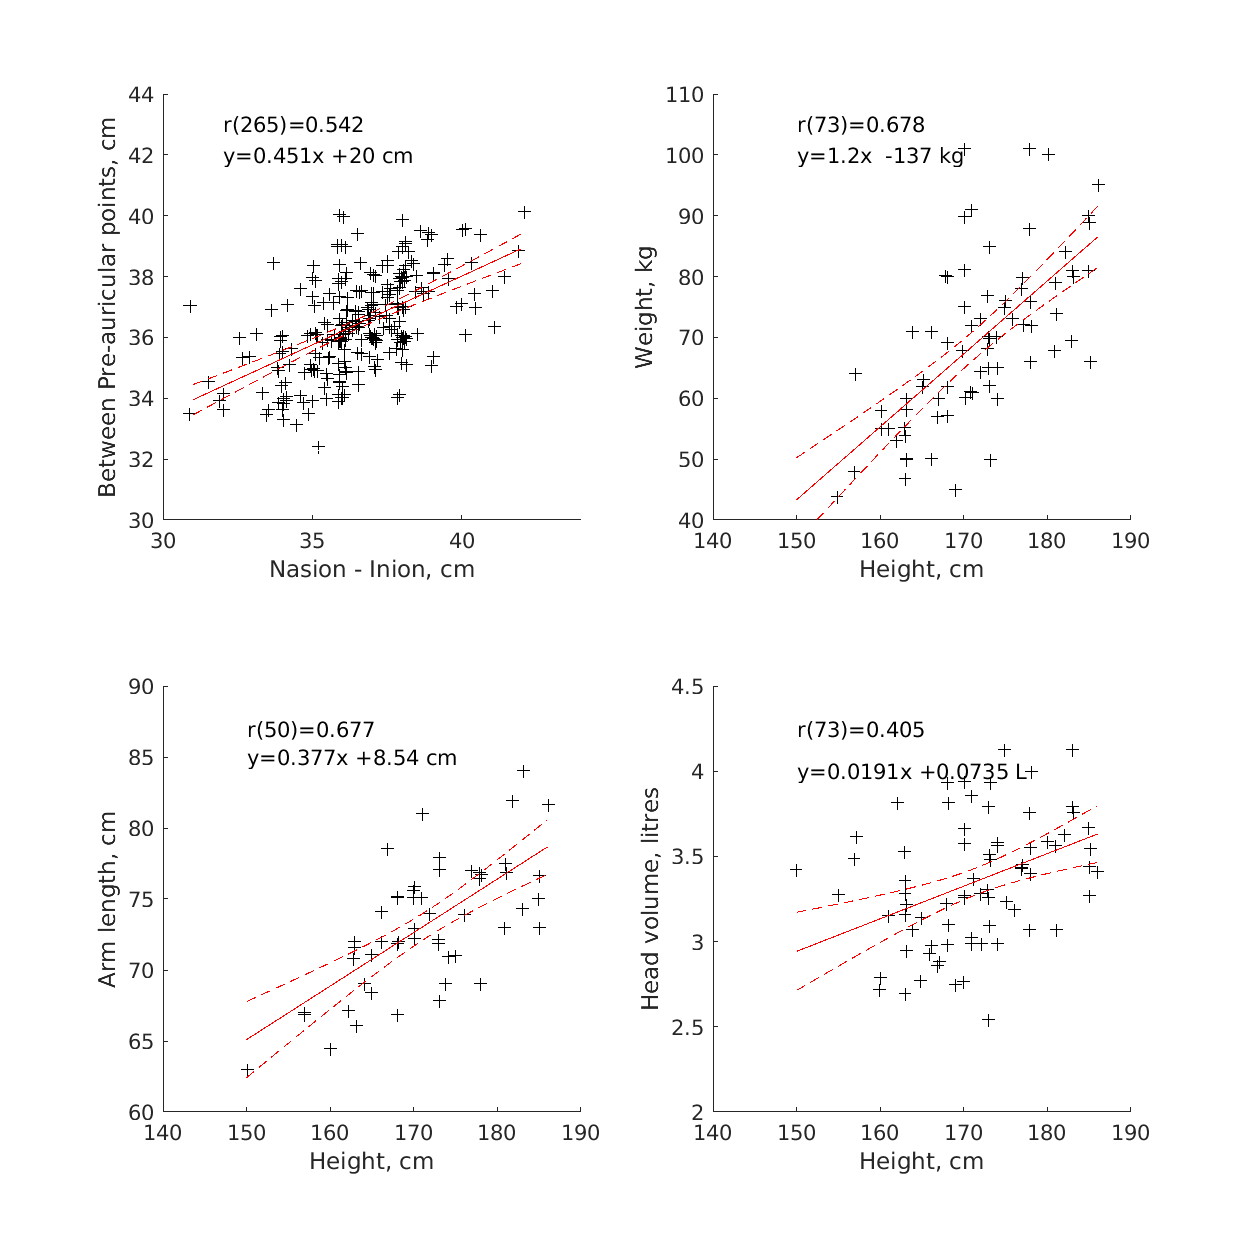 44
42
40
38
36
34
32
30
Between Pre-auricular points, cm
r(265)=0.542
y=0.451x +20 cm
30 35 40
Nasion - Inion, cm
110
100
90
80
70
60
50
40
Weight, kg
r(73)=0.678
y=1.2x  -137 kg
140 150 160 170 180 190
Height, cm
90
85
80
75
70
65
60
Arm length, cm
r(50)=0.677
y=0.377x +8.54 cm
140 150 160 170 180 190
Height, cm
4.5
4
3.5
3
2.5
2
Head volume, litres
r(73)=0.405
y=0.0191x +0.0735 L
140 150 160 170 180 190
Height, cm